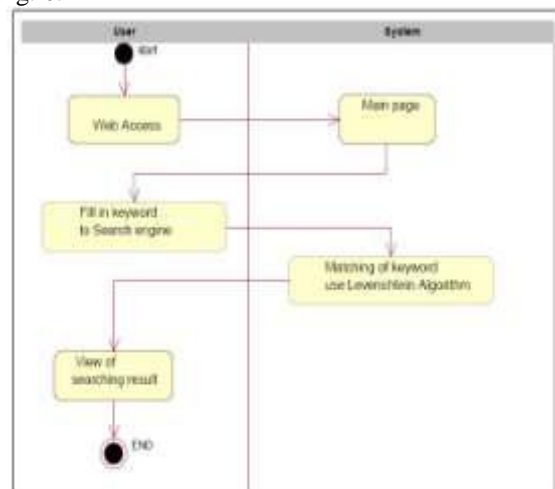 User
System
start
Web Access
Main page
Fill in keyword
to Search engine
Matching of keyword
use Levenshtein Algorithm
View of
searching result
END